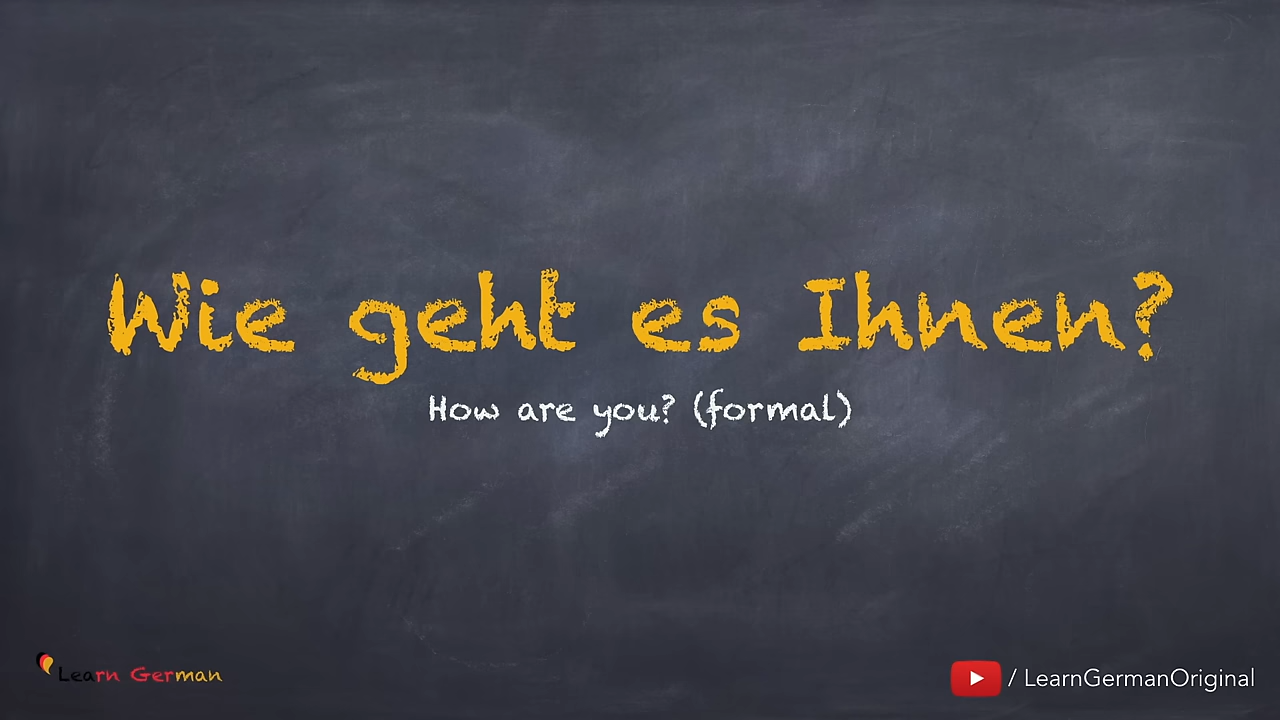 Wie geht es Ihnen?
How are you? (formal)
Learn German
/ LearnGermanOriginal